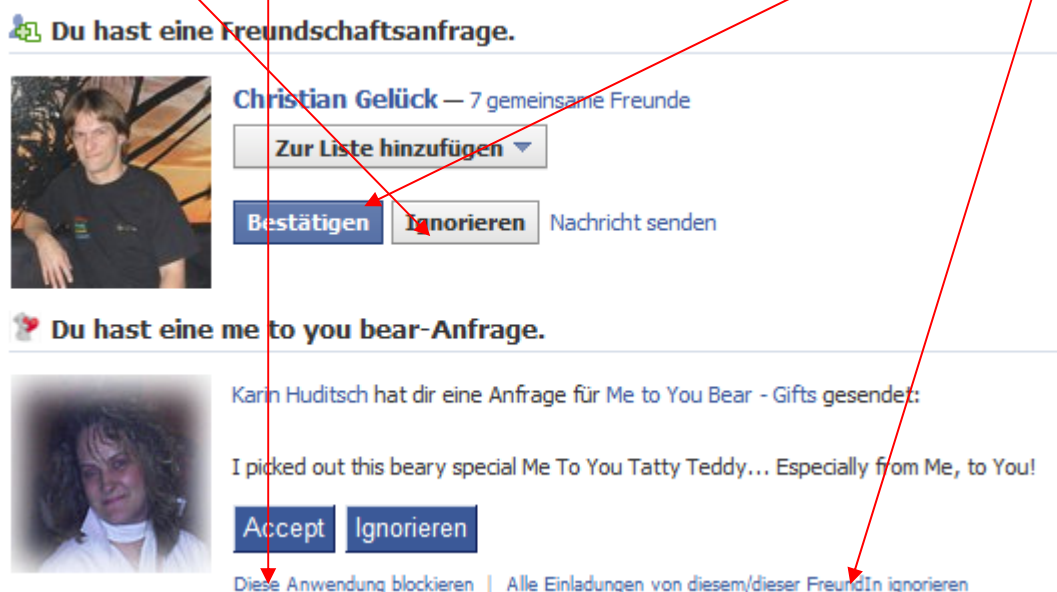 Du hast eine Freundschaftsanfrage.
Christian Gelück — 7 gemeinsame Freunde
Zur Liste hinzufügen
Bestätigen Ignorieren Nachricht senden
Du hast eine me to you bear-Anfrage.
Karin Huditsch hat dir eine Anfrage für Me to You Bear - Gifts gesendet:
I picked out this beary special Me To You Tatty Teddy... Especially from Me, to You!
Accept Ignorieren
Diese Anwendung blockieren | Alle Einladungen von diesem/dieser FreundIn ignorieren